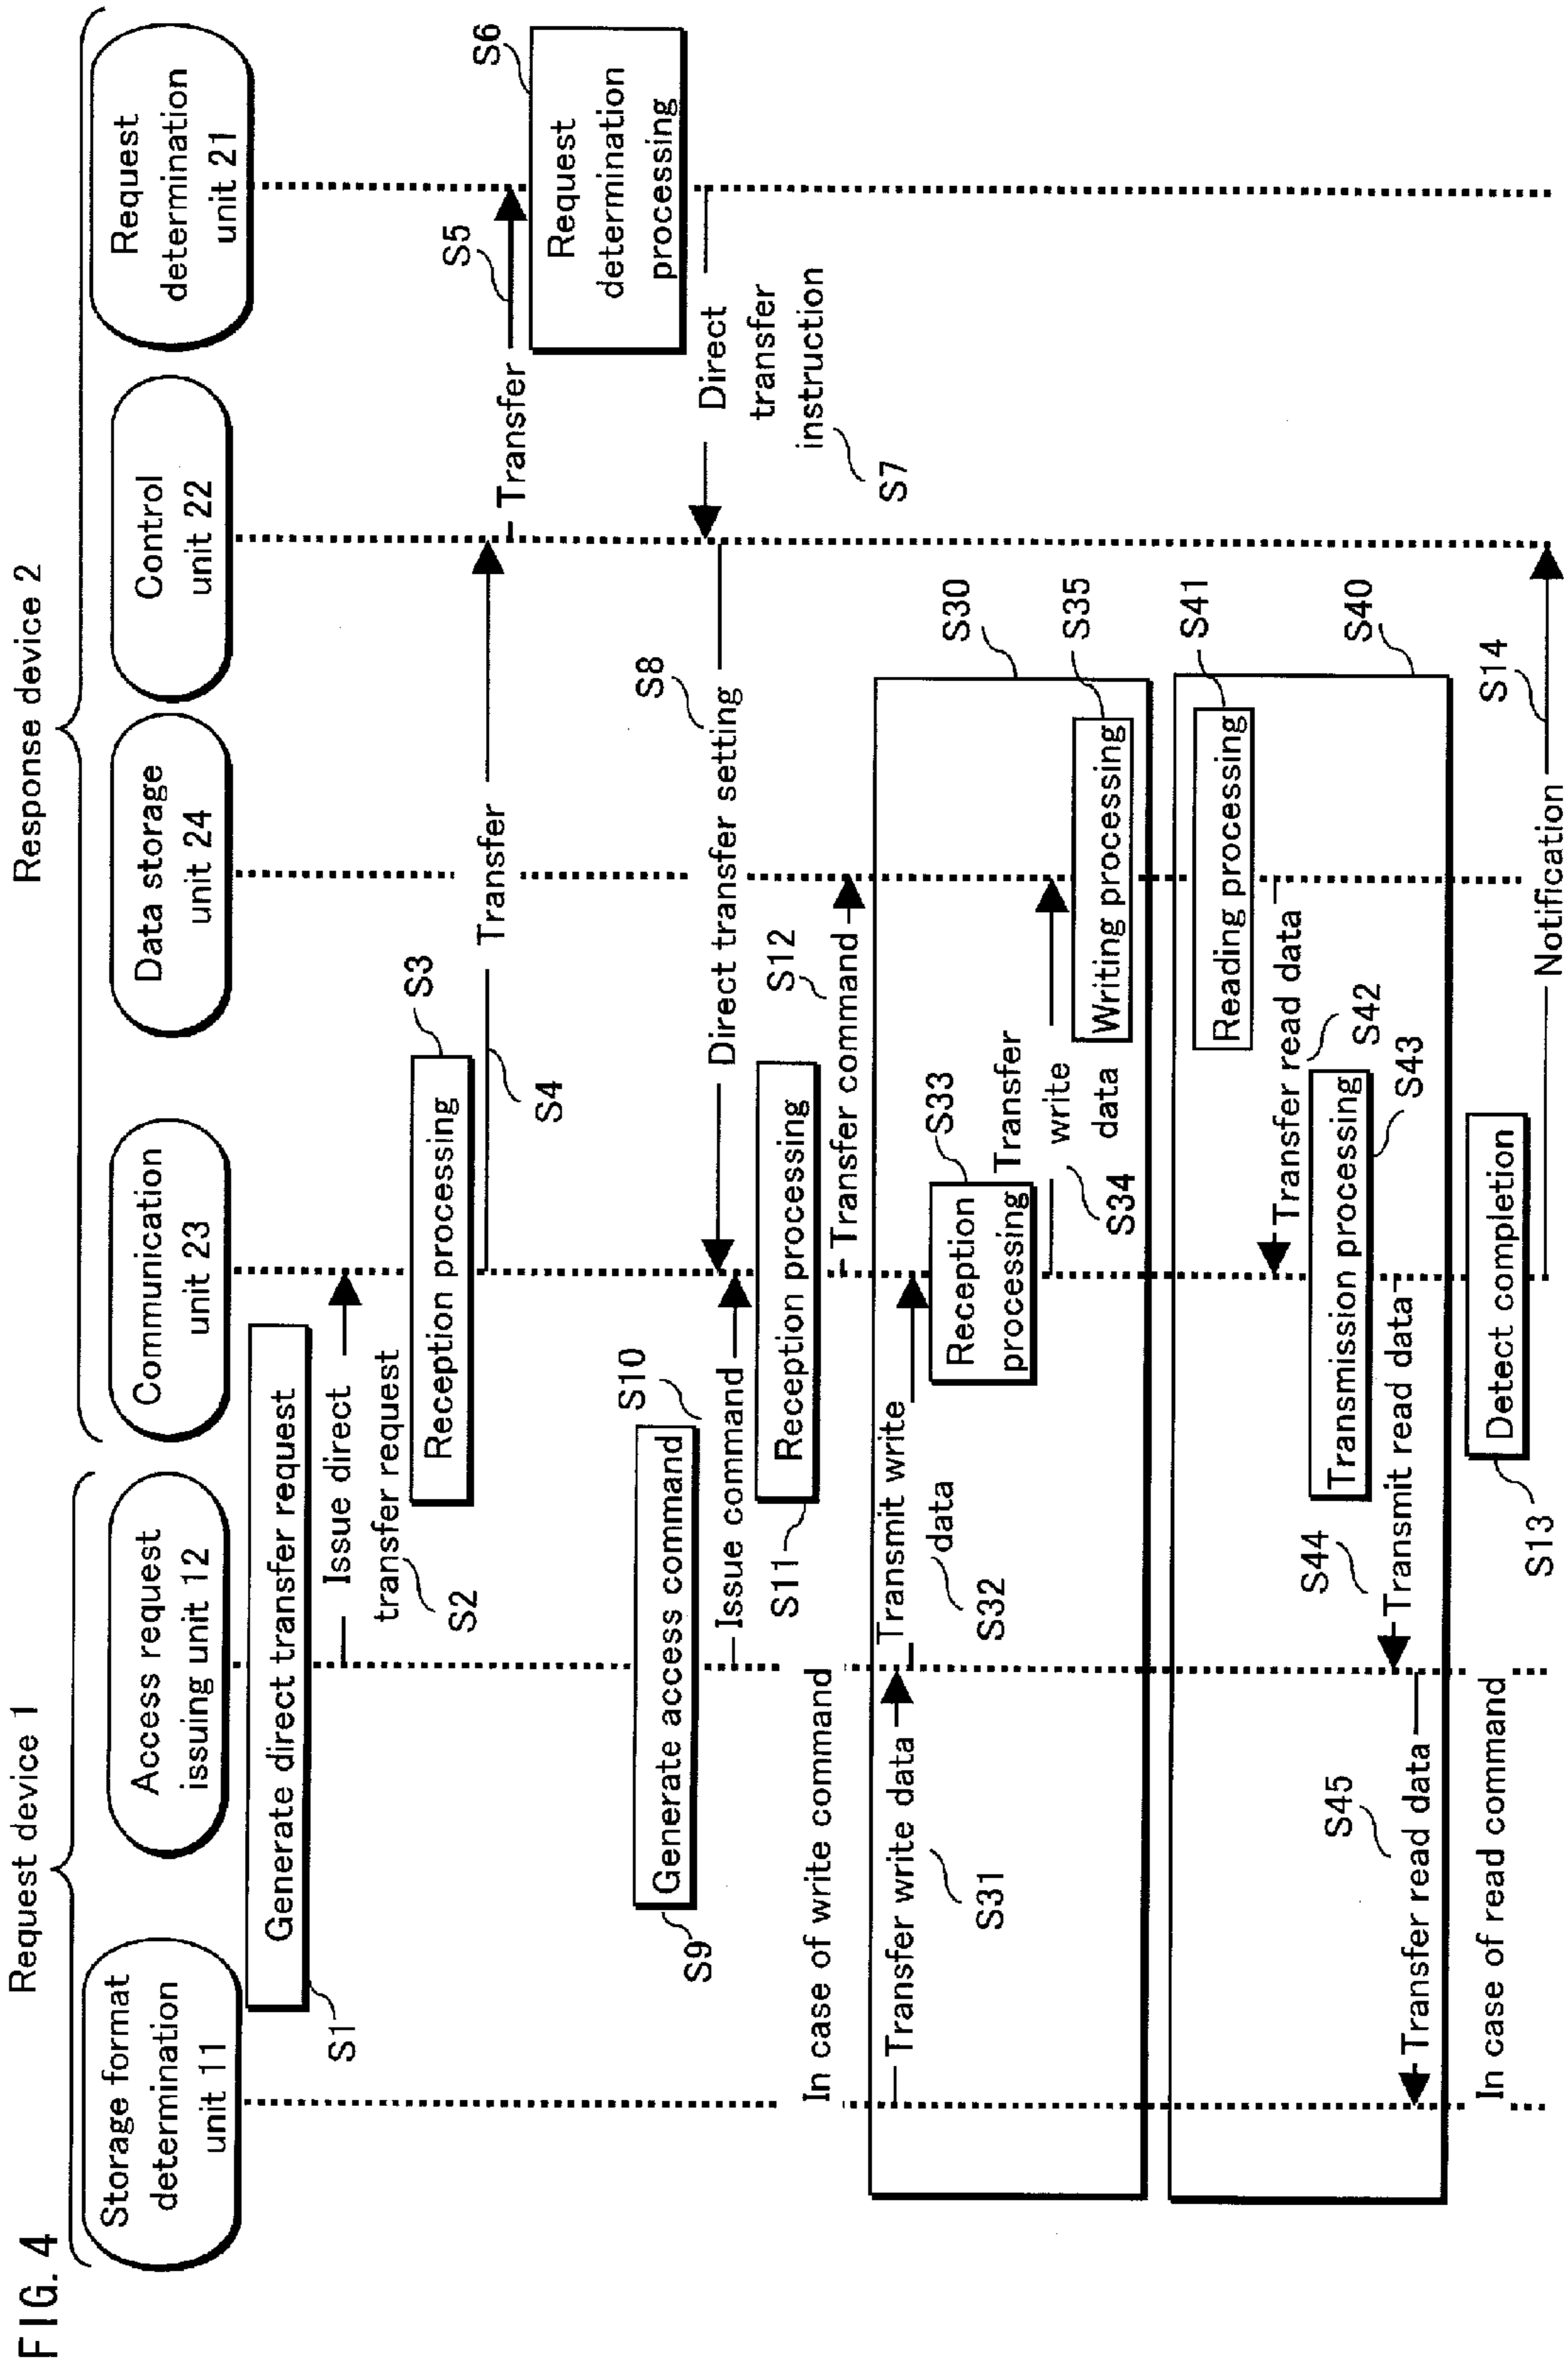 FIG. 4
Request device 1
Response device 2
Storage format
determination
unit 11
Access request
issuing unit 12
Communication
unit 23
Data storage
unit 24
Control
unit 22
Request
determination
unit 21
Generate direct transfer request
S1
Issue direct
transfer request
S2
Reception processing
S3
Transfer
S4
Transfer
S5
Request
determination
processing
S6
Direct
transfer
instruction
S7
Direct transfer setting
S8
Generate access command
S9
Issue command
S10
Reception processing
S11
Transfer command
S12
In case of write command
S30
Transfer write data
S31
Transmit write
data
S32
Reception
processing
S33
Transfer
write
data
S34
Writing processing
S35
S40
Reading processing
S41
Transfer read data
S42
Transmission processing
S43
Transmit read data
S44
Transfer read data
S45
In case of read command
Detect completion
S13
Notification
S14